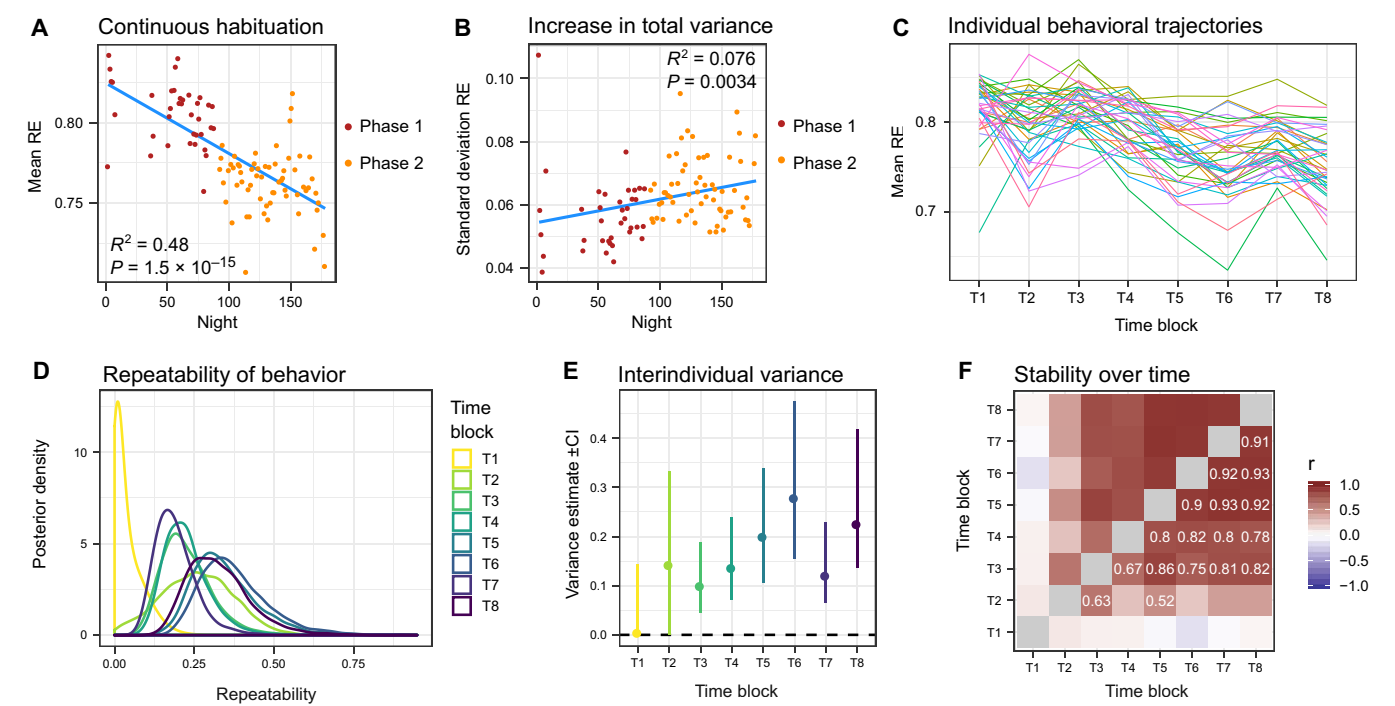 A Continuous habituation
Mean RE
0.80
0.75
R² = 0.48
P = 1.5 × 10⁻¹⁵
0 50 100 150
Night
Phase 1
Phase 2
B Increase in total variance
Standard deviation RE
0.10
0.08
0.06
0.04
R² = 0.076
P = 0.0034
0 50 100 150
Night
Phase 1
Phase 2
C Individual behavioral trajectories
Mean RE
0.8
0.7
T1 T2 T3 T4 T5 T6 T7 T8
Time block
D Repeatability of behavior
Posterior density
10
5
0
0.00 0.25 0.50 0.75
Repeatability
Time
block
T1
T2
T3
T4
T5
T6
T7
T8
E Interindividual variance
Variance estimate ±CI
0.4
0.3
0.2
0.1
0.0
T1 T2 T3 T4 T5 T6 T7 T8
Time block
F Stability over time
Time block
T8
T7 0.91
T6 0.92 0.93
T5 0.9 0.93 0.92
T4 0.8 0.82 0.8 0.78
T3 0.67 0.86 0.75 0.81 0.82
T2 0.63 0.52
T1
T1 T2 T3 T4 T5 T6 T7 T8
Time block
r
1.0
0.5
0.0
−0.5
−1.0